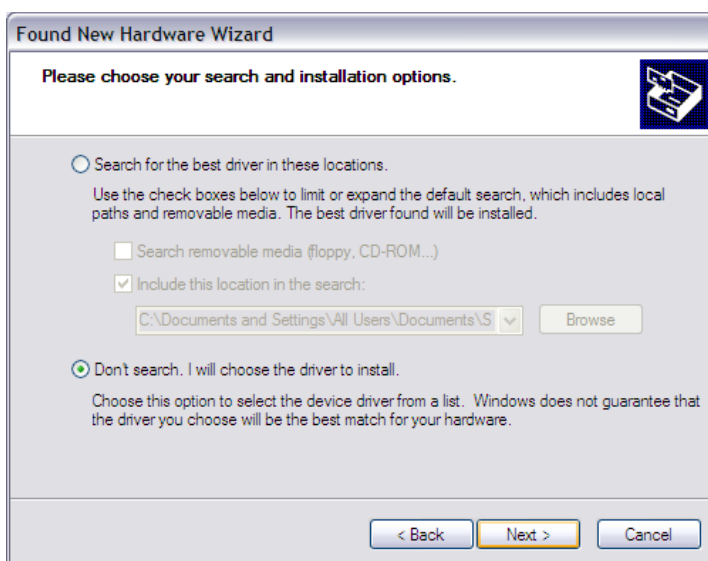 Found New Hardware Wizard
Please choose your search and installation options.
Search for the best driver in these locations.
Use the check boxes below to limit or expand the default search, which includes local
paths and removable media. The best driver found will be installed.
Search removable media (floppy, CD-ROM...)
Include this location in the search:
C:\Documents and Settings\All Users\Documents\S
Browse
Don't search. I will choose the driver to install.
Choose this option to select the device driver from a list. Windows does not guarantee that
the driver you choose will be the best match for your hardware.
< Back Next > Cancel